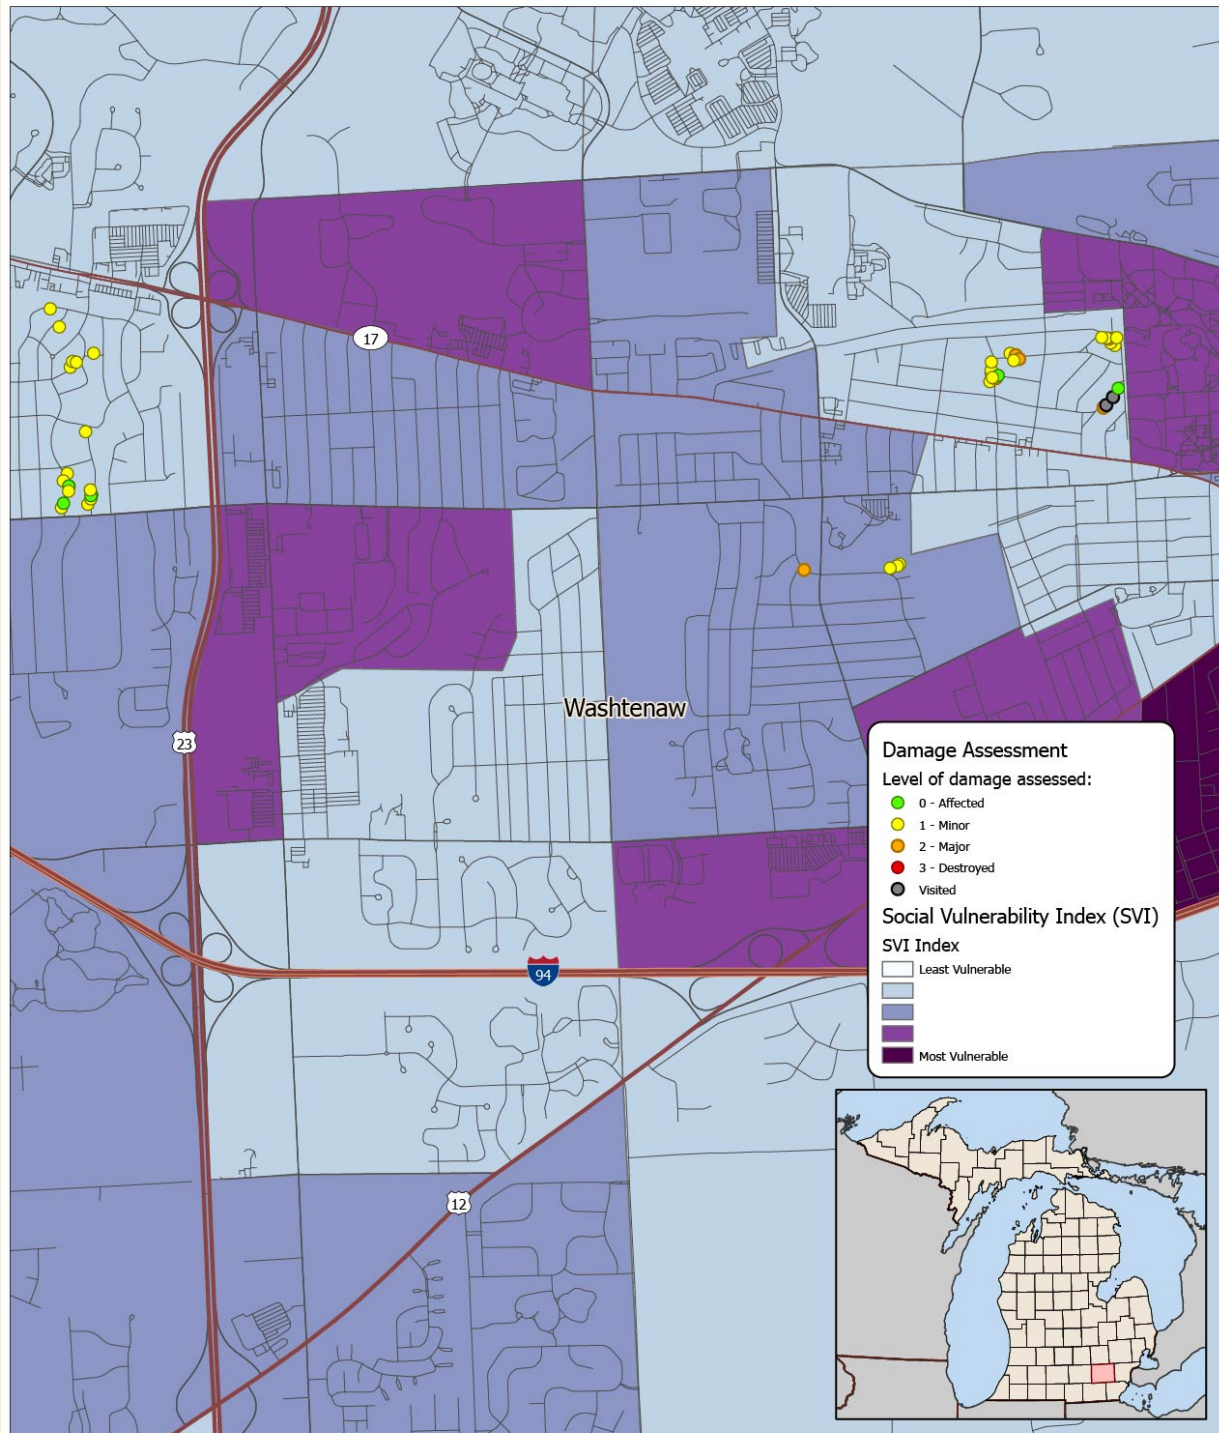 17
Washtenaw
23
Damage Assessment
Level of damage assessed:
0 - Affected
1 - Minor
2 - Major
3 - Destroyed
Visited
Social Vulnerability Index (SVI)
SVI Index
Least Vulnerable
Most Vulnerable
94
12